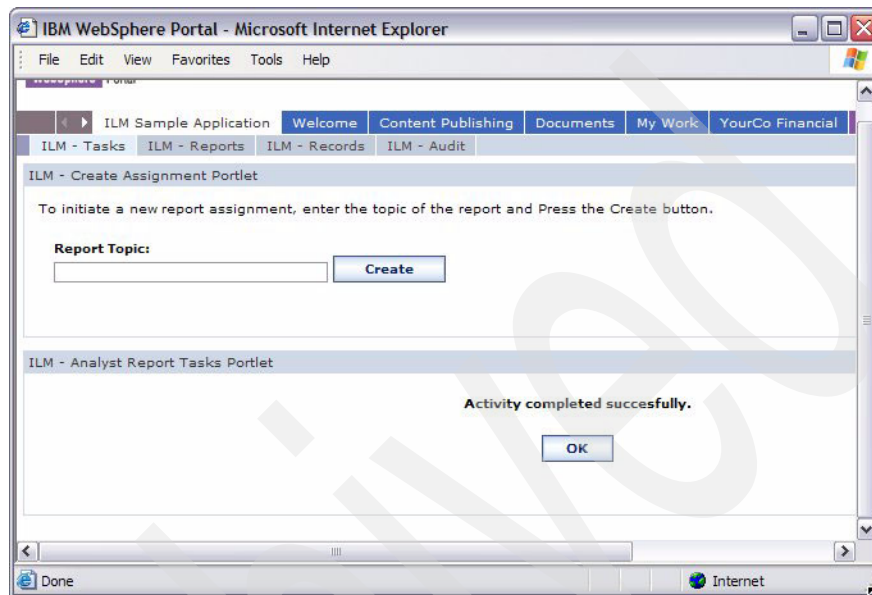 IBM WebSphere Portal - Microsoft Internet Explorer
File Edit View Favorites Tools Help
ILM Sample Application Welcome Content Publishing Documents My Work YourCo Financial
ILM - Tasks ILM - Reports ILM - Records ILM - Audit
ILM - Create Assignment Portlet
To initiate a new report assignment, enter the topic of the report and Press the Create button.
Report Topic:
Create
ILM - Analyst Report Tasks Portlet
Activity completed succesfully.
OK
Done Internet